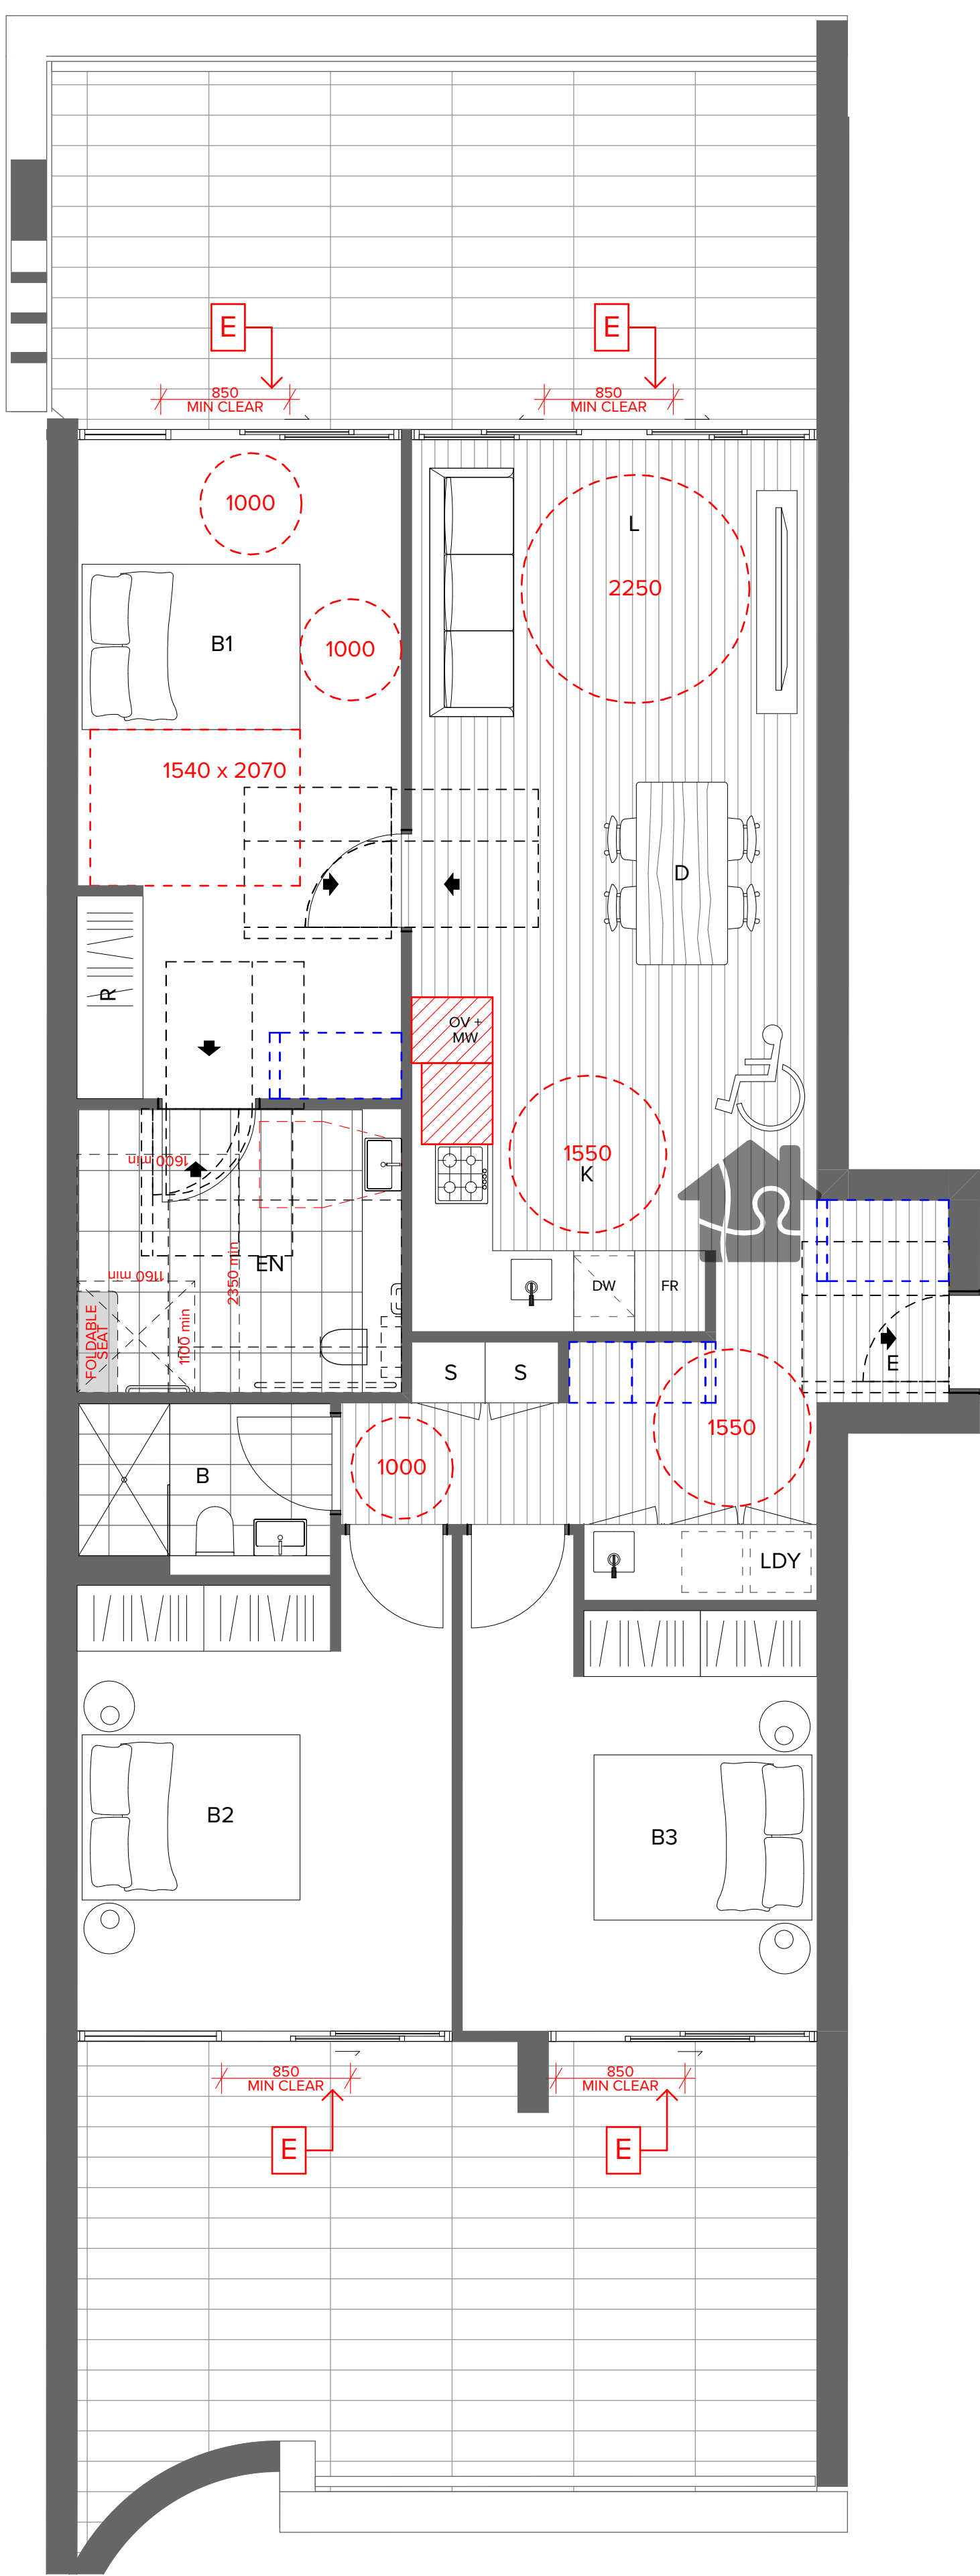 E
E
850
MIN CLEAR
850
MIN CLEAR
1000
L
2250
B1
1000
1540 x 2070
D
R
OV +
MW
1600 min
1550
K
EN
1160 min
2350 min
DW
FR
FOLDABLE
SEAT
1100 min
E
S
S
1550
1000
B
LDY
B2
B3
850
MIN CLEAR
850
MIN CLEAR
E
E